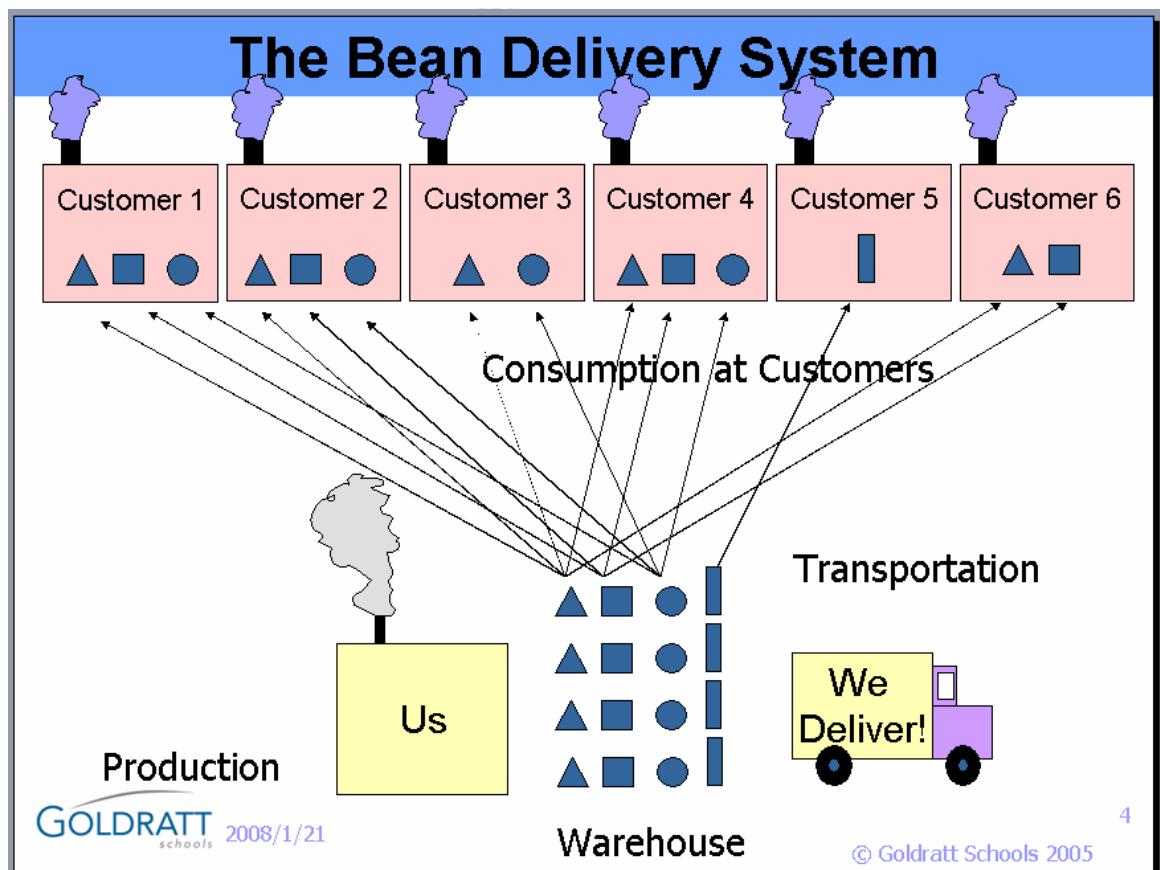 The Bean Delivery System
Customer 1
Customer 2
Customer 3
Customer 4
Customer 5
Customer 6
Consumption at Customers
Transportation
Us
We
Deliver!
Production
GOLDRATT
schools
2008/1/21
Warehouse
4
© Goldratt Schools 2005